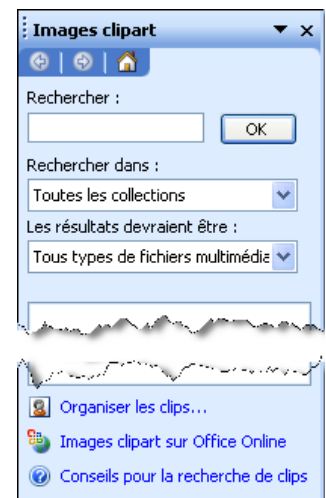 Images clipart
Rechercher :
OK
Rechercher dans :
Toutes les collections
Les résultats devraient être :
Tous types de fichiers multimédia
Organiser les clips...
Images clipart sur Office Online
Conseils pour la recherche de clips